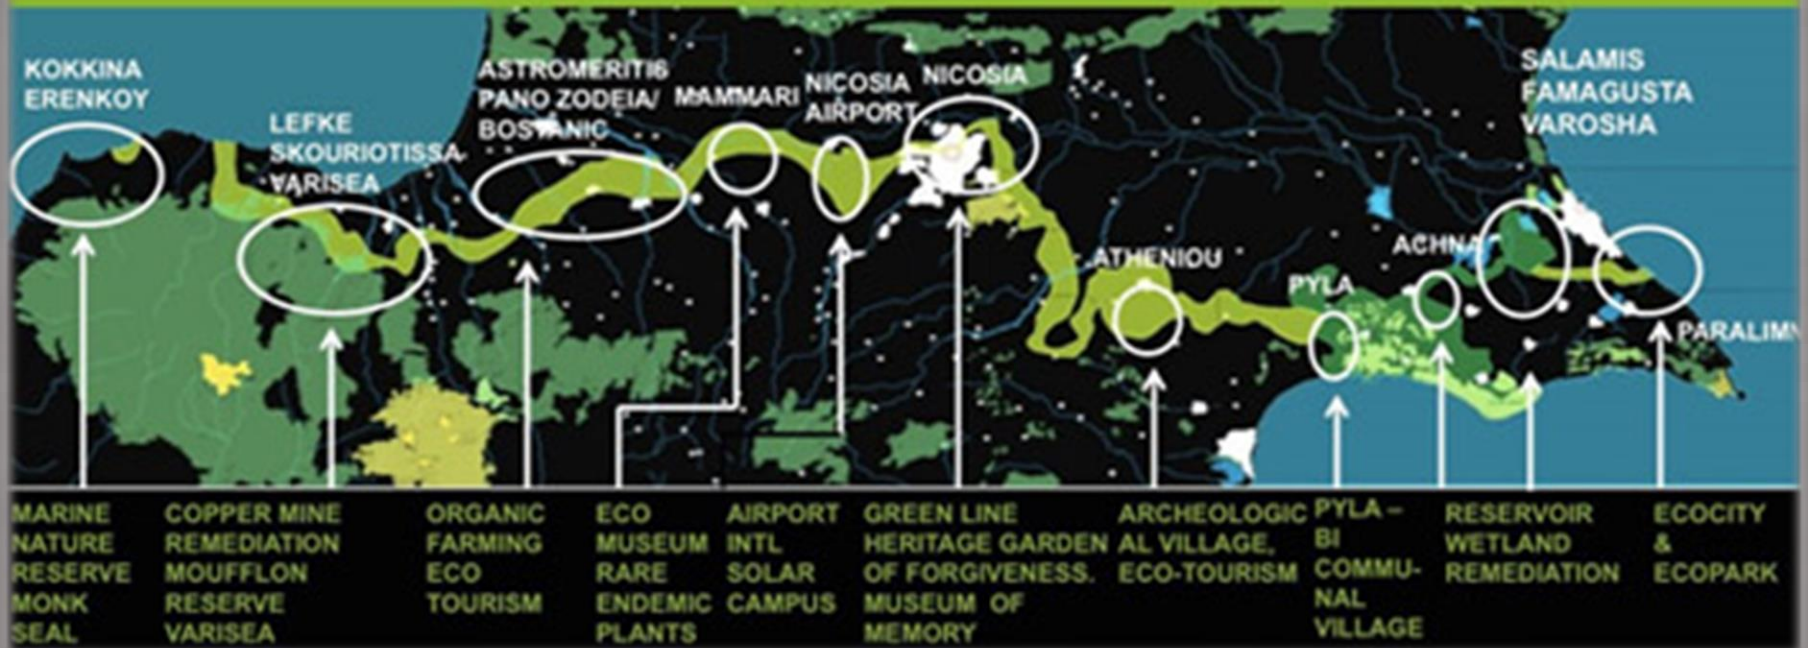 KOKKINA
ERENKOY
LEFKE
SKOURIOTISSA
VARISEA
ASTROMERITI6
PANO ZODEIA/
BOSTANIC
MAMMARI
NICOSIA
AIRPORT
NICOSIA
ATHENIOU
PYLA
ACHNA
SALAMIS
FAMAGUSTA
VAROSHA
PARALIMN
MARINE
NATURE
RESERVE
MONK
SEAL
COPPER MINE
REMEDIATION
MOUFFLON
RESERVE
VARISEA
ORGANIC
FARMING
ECO
TOURISM
ECO
MUSEUM
RARE
ENDEMIC
PLANTS
AIRPORT
INTL
SOLAR
CAMPUS
GREEN LINE
HERITAGE GARDEN
OF FORGIVENESS.
MUSEUM OF
MEMORY
ARCHEOLOGIC
AL VILLAGE,
ECO-TOURISM
PYLA –
BI
COMMU-
NAL
VILLAGE
RESERVOIR
WETLAND
REMEDIATION
ECOCITY
&
ECOPARK